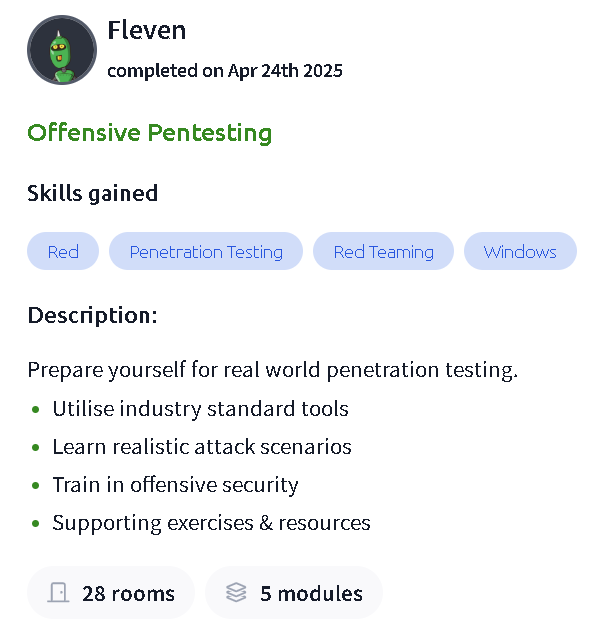 Fleven
completed on Apr 24th 2025
Offensive Pentesting
Skills gained
Red
Penetration Testing
Red Teaming
Windows
Description:
Prepare yourself for real world penetration testing.
• Utilise industry standard tools
• Learn realistic attack scenarios
• Train in offensive security
• Supporting exercises & resources
28 rooms
5 modules